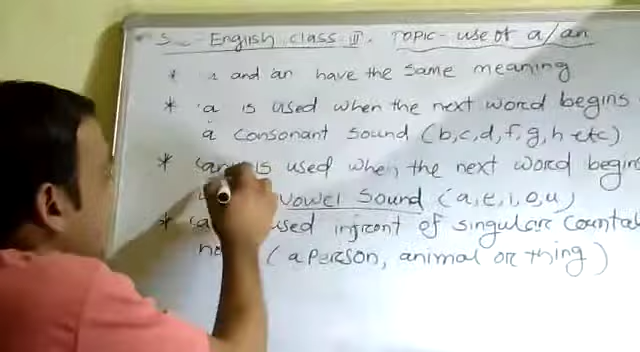 English class III. Topic - use of a/an
* and an have the same meaning
* 'a is used when the next word begins
a consonant sound (b,c,d,f,g,h etc)
* is used when the next word begin
vowel sound (a,e,i,o,u)
* used infront of singular
(a person, animal or thing)